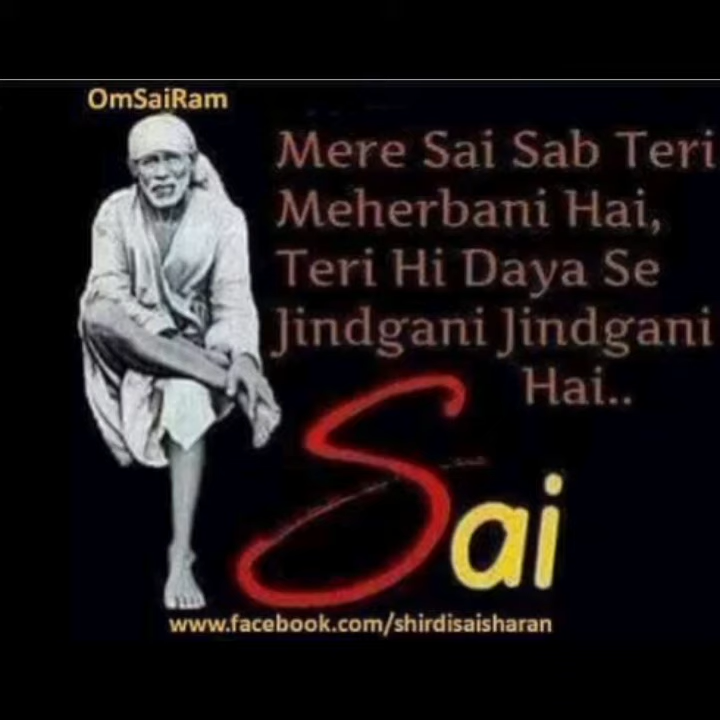 OmSaiRam
Mere Sai Sab Teri
Meherbani Hai,
Teri Hi Daya Se
Jindgani Jindgani
Hai..
Sai
www.facebook.com/shirdisaisharan